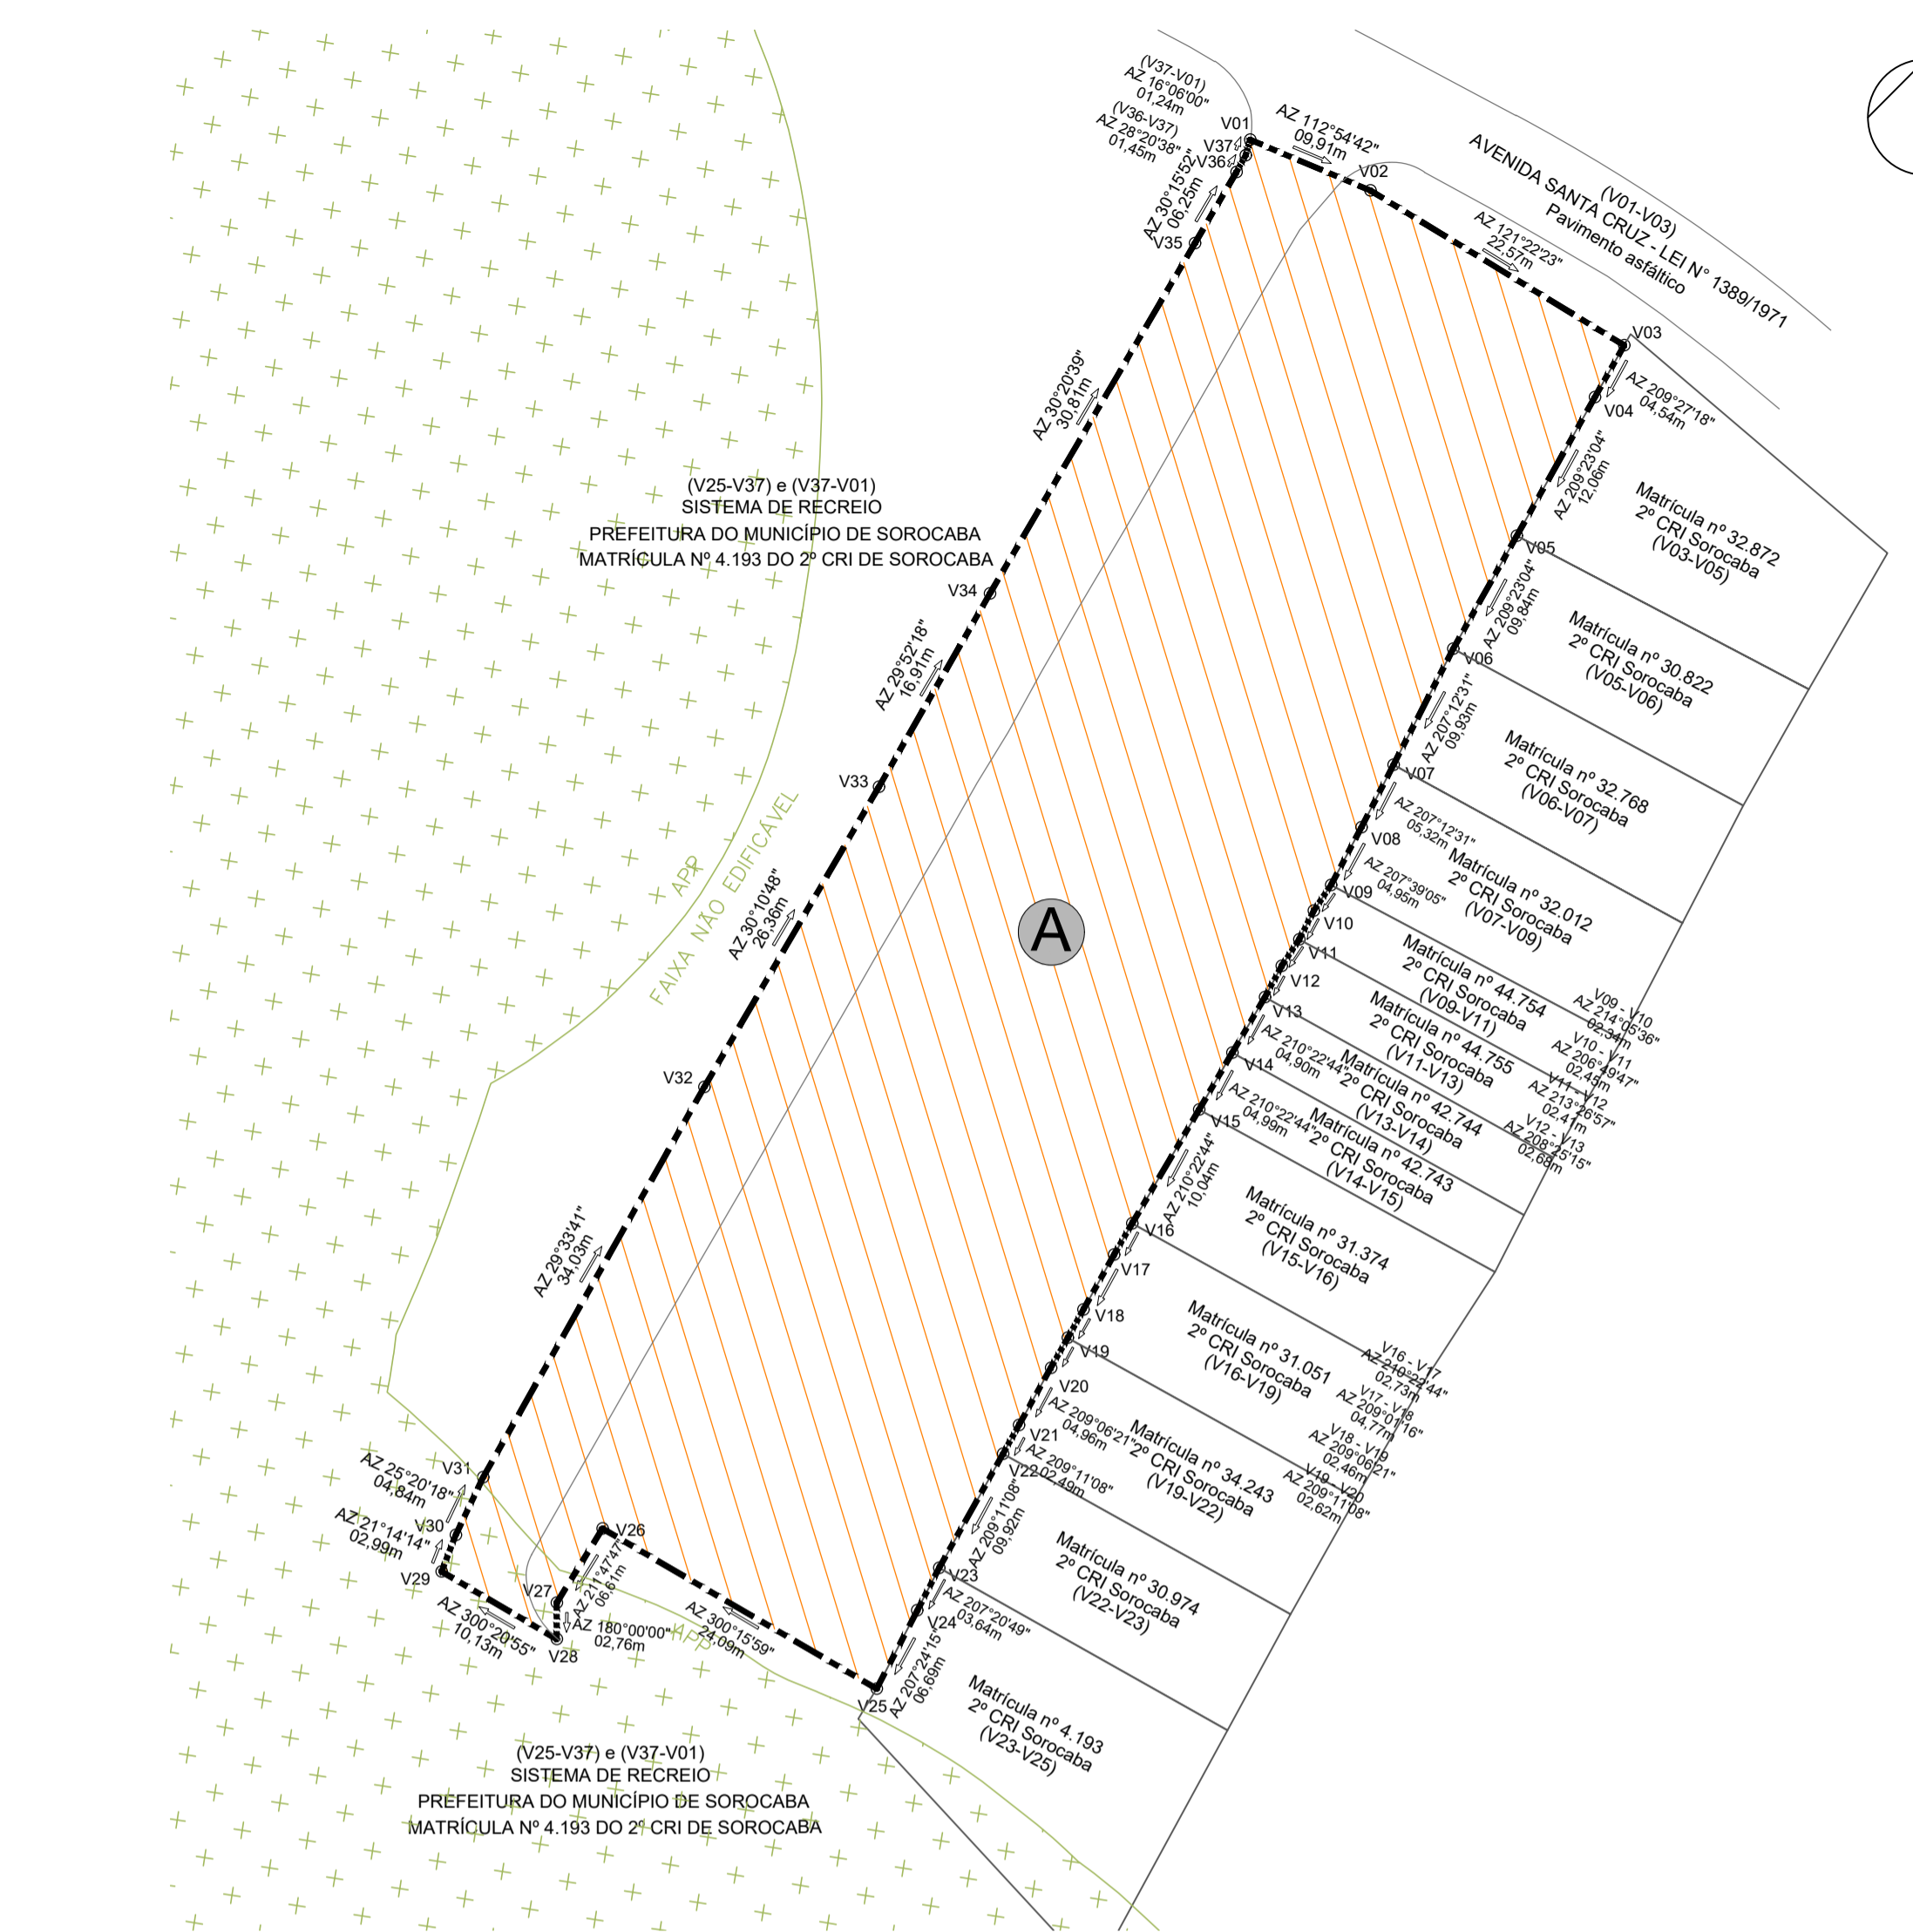 (V37-V01)
AZ 16°06'00"
01,24m
(V36-V37)
AZ 28°20'38"
01,45m
V01
V37
V36
AZ 30°15'52"
06,25m
V35
AZ 112°54'42"
09,91m
V02
AZ 121°22'23"
22,57m
(V01-V03)
AVENIDA SANTA CRUZ - LEI N° 1389/1971
Pavimento asfáltico
V03
AZ 209°27'18"
04,54m
V04
AZ 209°23'04"
12,06m
Matrícula nº 32.872
2º CRI Sorocaba
(V03-V05)
V05
AZ 209°23'04"
09,84m
Matrícula nº 30.822
2º CRI Sorocaba
(V05-V06)
V06
AZ 207°12'31"
09,93m
Matrícula nº 32.768
2º CRI Sorocaba
(V06-V07)
V07
AZ 207°12'31"
05,32m
V08
AZ 207°39'05"
04,95m
Matrícula nº 32.012
2º CRI Sorocaba
(V07-V09)
V09
V10
Matrícula nº 44.754
2º CRI Sorocaba
(V09-V11)
V11
V12
Matrícula nº 44.755
2º CRI Sorocaba
(V11-V13)
V13
V09 - V10
AZ 214°05'36"
02,34m
V10 - V11
AZ 206°49'47"
02,45m
V11 - V12
AZ 213°26'57"
02,41m
V12 - V13
AZ 208°25'15"
02,68m
AZ 210°22'44"
04,90m
Matrícula nº 42.744
2º CRI Sorocaba
(V13-V14)
V14
AZ 210°22'44"
04,99m
Matrícula nº 42.743
2º CRI Sorocaba
(V14-V15)
V15
AZ 210°22'44"
10,04m
Matrícula nº 31.374
2º CRI Sorocaba
(V15-V16)
V16
V17
V18
Matrícula nº 31.051
2º CRI Sorocaba
(V16-V19)
V19
V16 - V17
AZ 210°22'44"
02,73m
V17 - V18
AZ 209°01'16"
04,77m
V18 - V19
AZ 209°06'21"
02,46m
V19 - V20
AZ 209°11'08"
02,62m
V20
AZ 209°06'21"
04,96m
V21
AZ 209°11'08"
02,49m
Matrícula nº 34.243
2º CRI Sorocaba
(V19-V22)
V22
AZ 209°11'08"
09,92m
Matrícula nº 30.974
2º CRI Sorocaba
(V22-V23)
V23
AZ 207°20'49"
03,64m
V24
AZ 207°24'15"
06,69m
Matrícula nº 4.193
2º CRI Sorocaba
(V23-V25)
V25
AZ 300°15'59"
24,09m
V26
AZ 211°47'47"
06,61m
V27
AZ 180°00'00"
02,76m
V28
AZ 300°20'55"
10,13m
V29
AZ 21°14'14"
02,99m
V30
AZ 25°20'18"
04,84m
V31
AZ 29°33'41"
34,03m
V32
AZ 30°10'48"
26,36m
V33
AZ 29°52'18"
16,91m
V34
AZ 30°20'39"
30,81m
(V25-V37) e (V37-V01)
SISTEMA DE RECREIO
PREFEITURA DO MUNICÍPIO DE SOROCABA
MATRÍCULA Nº 4.193 DO 2º CRI DE SOROCABA
APP
FAIXA NÃO EDIFICÁVEL
A
APP
(V25-V37) e (V37-V01)
SISTEMA DE RECREIO
PREFEITURA DO MUNICÍPIO DE SOROCABA
MATRÍCULA Nº 4.193 DO 2º CRI DE SOROCABA